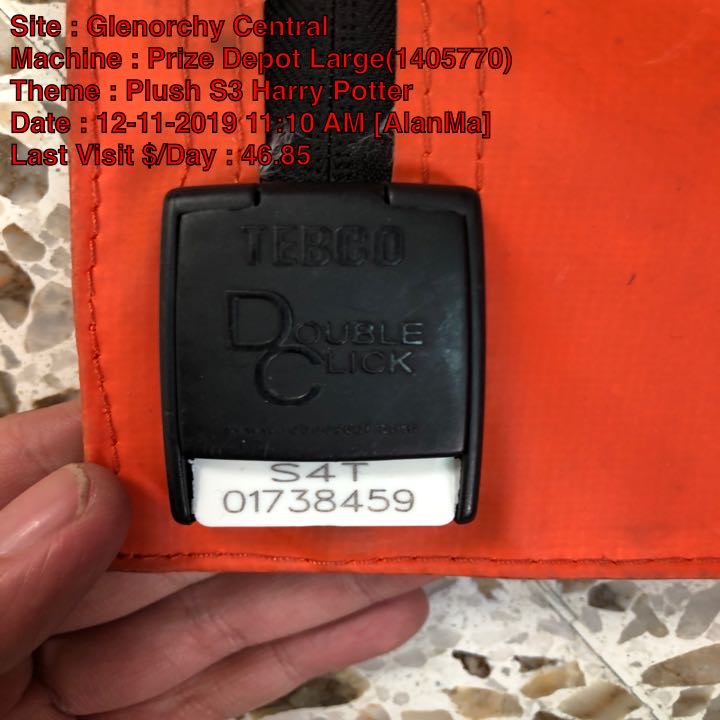 Site : Glenorchy Central
Machine : Prize Depot Large(1405770)
Theme : Plush S3 Harry Potter
Date : 12-11-2019 11:10 AM [AlanMa]
Last Visit $/Day : 46.85
TEBCO
DOUBLE
CLICK
S4T
01738459